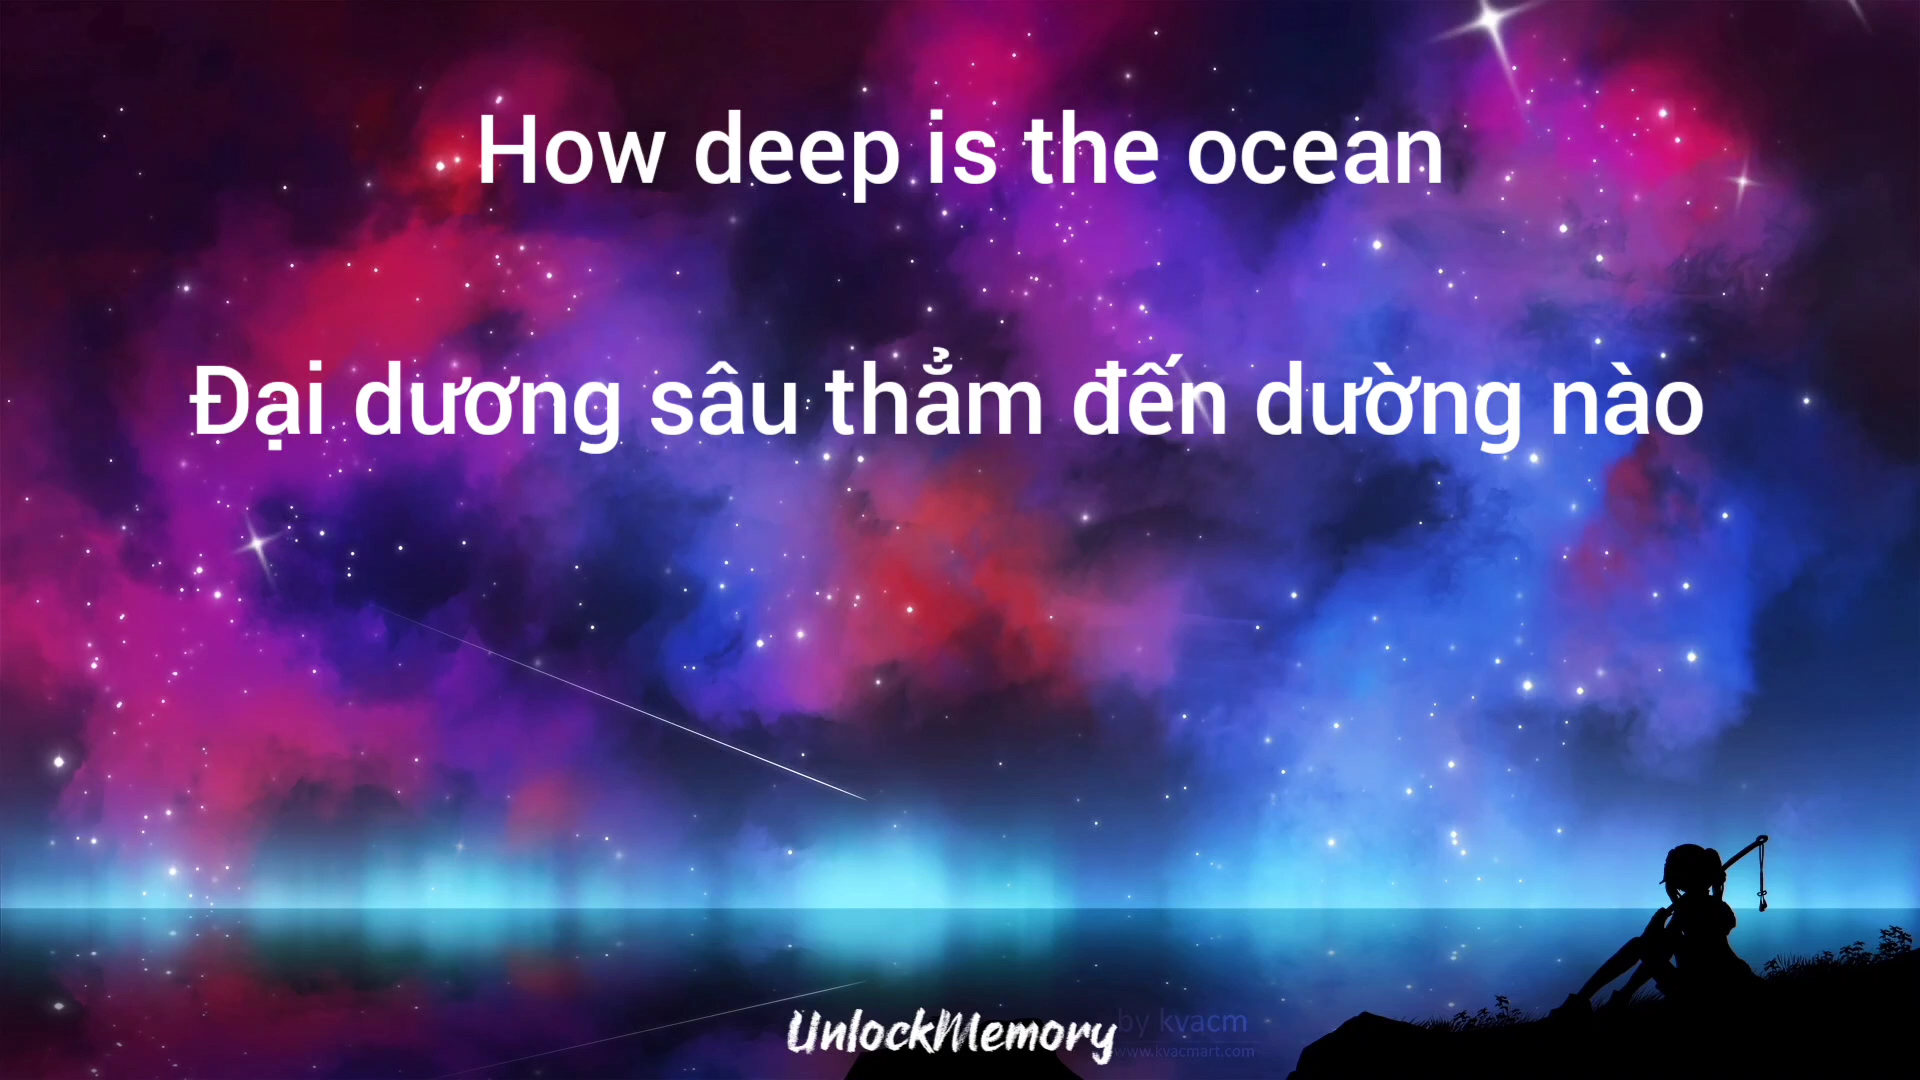 How deep is the ocean
Đại dương sâu thẳm đến dường nào
UnlockMemory
by kvacm
www.kvacmart.com